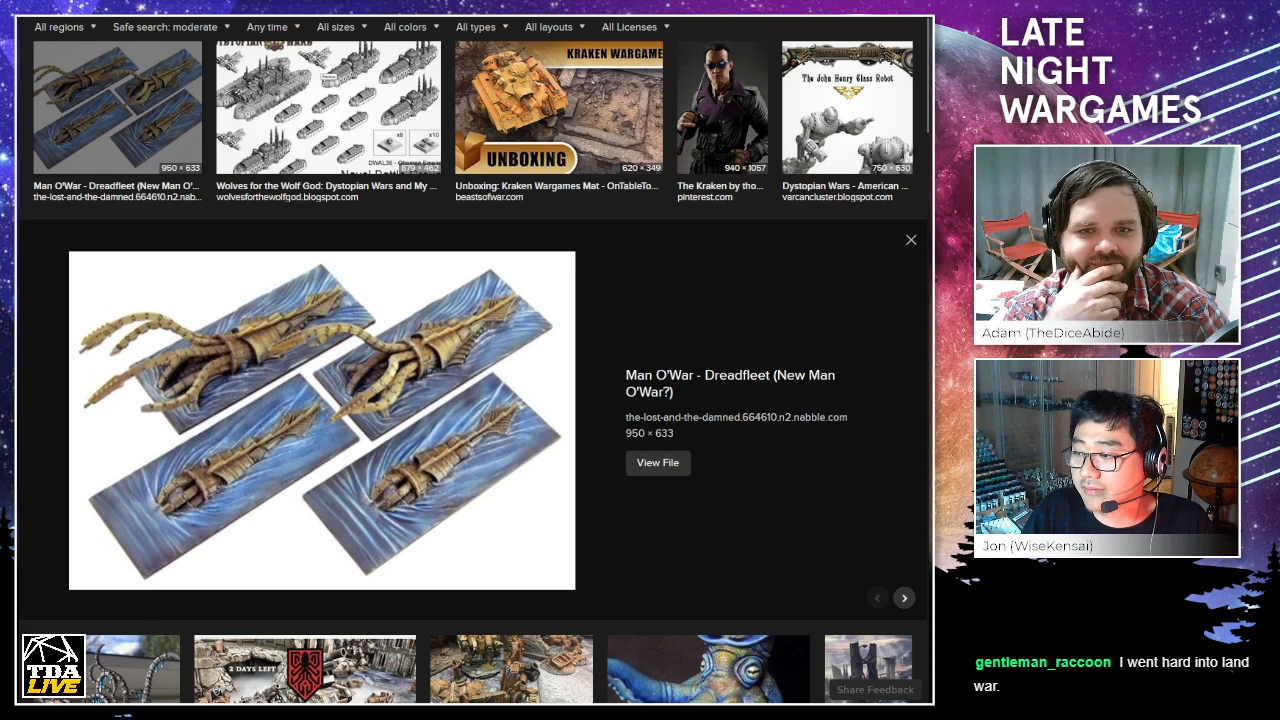 All regions
Safe search: moderate
Any time
All sizes
All colors
All types
All layouts
All Licenses
KRAKEN WARGAME
The John Henry Class Robot
UNBOXING
950 × 633
x8
x10
620 × 349
940 × 1057
750 × 630
Man O'War - Dreadfleet (New Man O'...
the-lost-and-the-damned.664610.n2.nab...
Wolves for the Wolf God: Dystopian Wars and My ...
wolvesforthewolfgod.blogspot.com
Unboxing: Kraken Wargames Mat - OnTableTo...
beastsofwar.com
The Kraken by tho...
pinterest.com
Dystopian Wars - American ...
varcancluster.blogspot.com
Man O'War - Dreadfleet (New Man
O'War?)
the-lost-and-the-damned.664610.n2.nabble.com
950 × 633
View File
2 DAYS LEFT
Share Feedback
TDA
LIVE
LATE
NIGHT
WARGAMES
Adam (TheDiceAbide)
Jon (WiseKensai)
gentleman_raccoon I went hard into land
war.